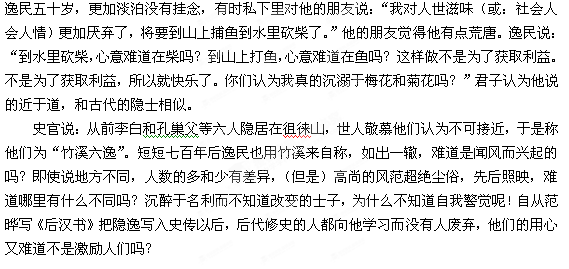 逸民五十岁，更加淡泊没有挂念，有时私下里对他的朋友说：“我对人世滋味（或：社会人
会人情）更加厌弃了，将要到山上捕鱼到水里砍柴了。”他的朋友觉得他有点荒唐。逸民说：
“到水里砍柴，心意难道在柴吗？到山上打鱼，心意难道在鱼吗？这样做不是为了获取利益。
不是为了获取利益，所以就快乐了。你们认为我真的沉溺于梅花和菊花吗？”君子认为他说
的近于道，和古代的隐士相似。
史官说：从前李白和孔巢父等六人隐居在徂徕山，世人敬慕他们认为不可接近，于是称
他们为“竹溪六逸”。短短七百年后逸民也用竹溪来自称，如出一辙，难道是闻风而兴起的
吗？即使说地方不同，人数的多和少有差异，（但是）高尚的风范超绝尘俗，先后照映，难
道哪里有什么不同吗？沉醉于名利而不知道改变的士子，为什么不知道自我警觉呢！自从范
晔写《后汉书》把隐逸写入史传以后，后代修史的人都向他学习而没有人废弃，他们的用心
又难道不是激励人们吗？